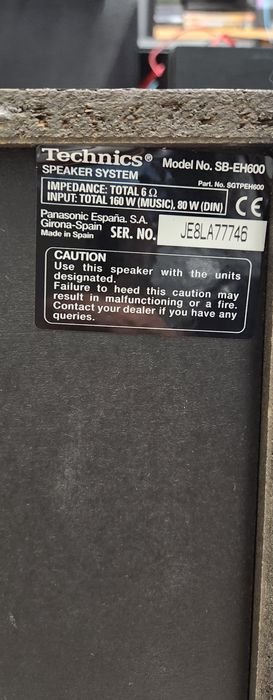 Technics® Model No. SB-EH600
SPEAKER SYSTEM Part. No. SGTPEH600
IMPEDANCE: TOTAL 6 Ω
INPUT: TOTAL 160 W (MUSIC), 80 W (DIN) CE
Panasonic España. S.A.
Girona-Spain
Made in Spain SER. NO. JE8LA77746
CAUTION
Use this speaker with the units
designated.
Failure to heed this caution may
result in malfunctioning or a fire.
Contact your dealer if you have any
queries.